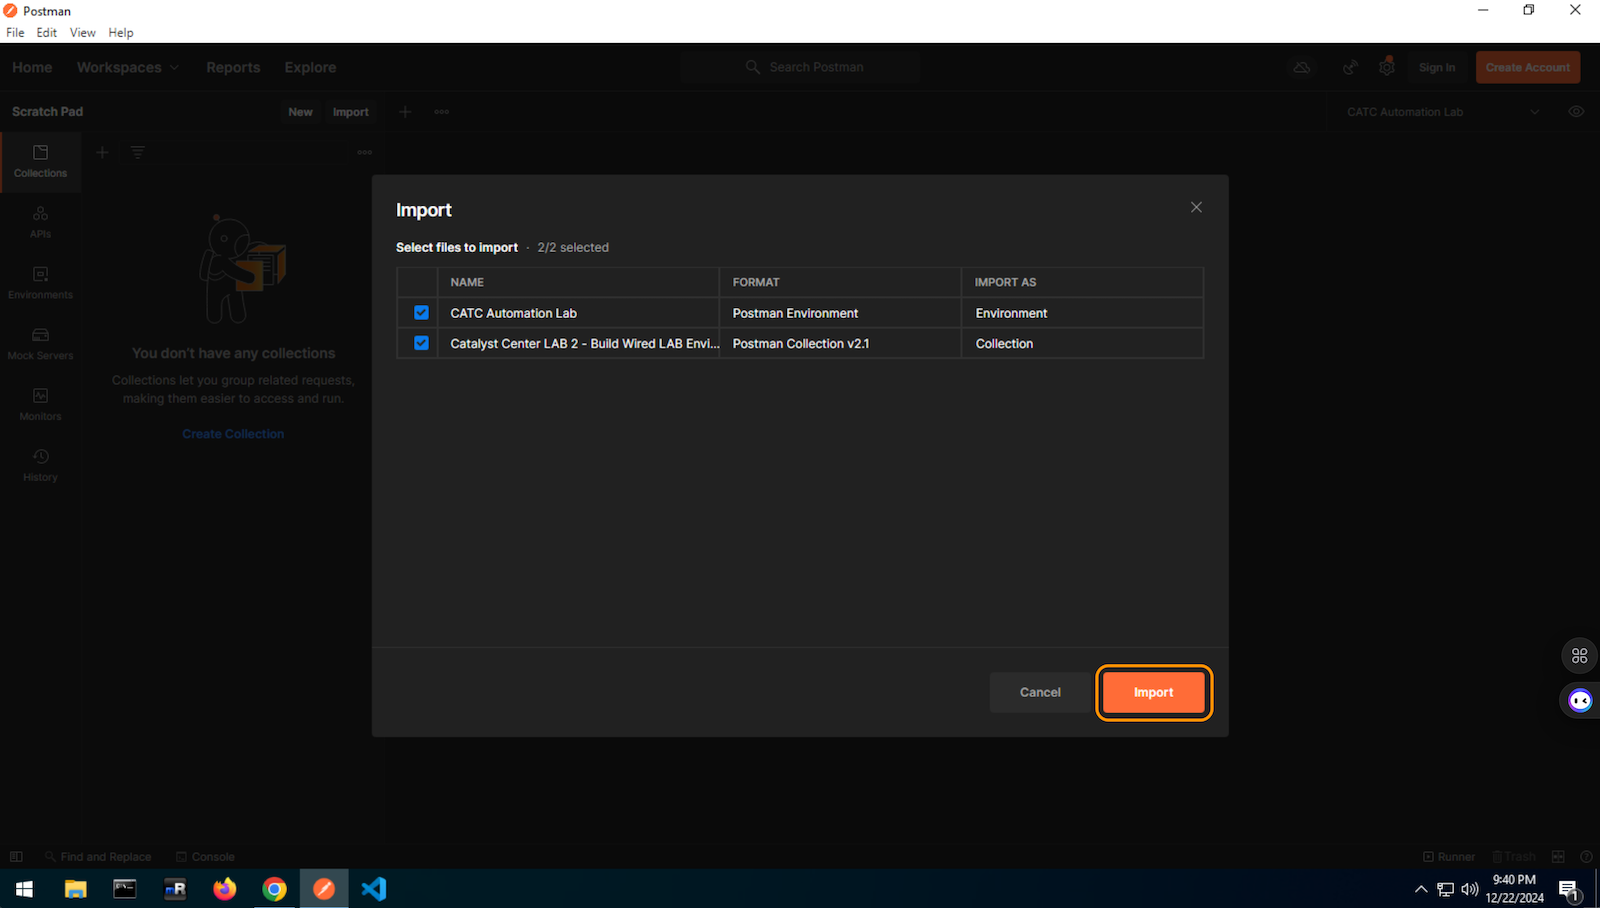 Postman
File Edit View Help
Home Workspaces Reports Explore Search Postman Sign In Create Account
Scratch Pad New Import CATC Automation Lab
Collections
APIs
Environments
Mock Servers
Monitors
History
You don't have any collections
Collections let you group related requests,
making them easier to access and run.
Create Collection
Import
Select files to import · 2/2 selected
NAME FORMAT IMPORT AS
CATC Automation Lab Postman Environment Environment
Catalyst Center LAB 2 - Build Wired LAB Envi... Postman Collection v2.1 Collection
Cancel Import
Find and Replace Console Runner Trash
9:40 PM
12/22/2024
1